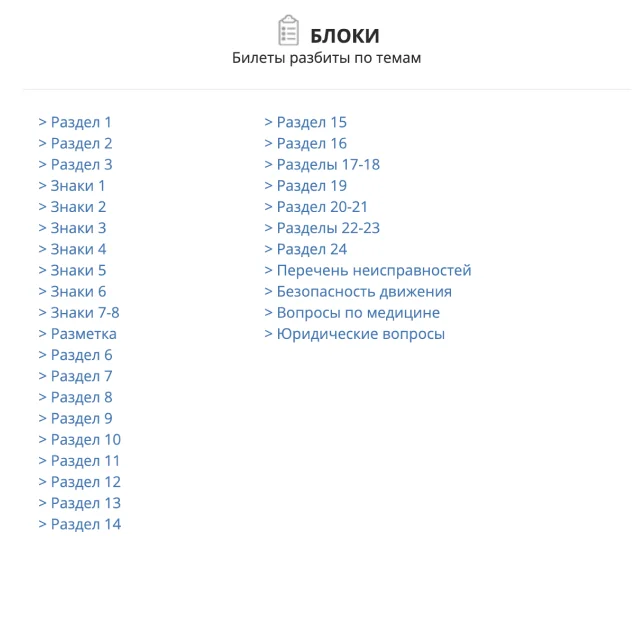 БЛОКИ
Билеты разбиты по темам
> Раздел 1
> Раздел 2
> Раздел 3
> Знаки 1
> Знаки 2
> Знаки 3
> Знаки 4
> Знаки 5
> Знаки 6
> Знаки 7-8
> Разметка
> Раздел 6
> Раздел 7
> Раздел 8
> Раздел 9
> Раздел 10
> Раздел 11
> Раздел 12
> Раздел 13
> Раздел 14
> Раздел 15
> Раздел 16
> Разделы 17-18
> Раздел 19
> Раздел 20-21
> Разделы 22-23
> Раздел 24
> Перечень неисправностей
> Безопасность движения
> Вопросы по медицине
> Юридические вопросы